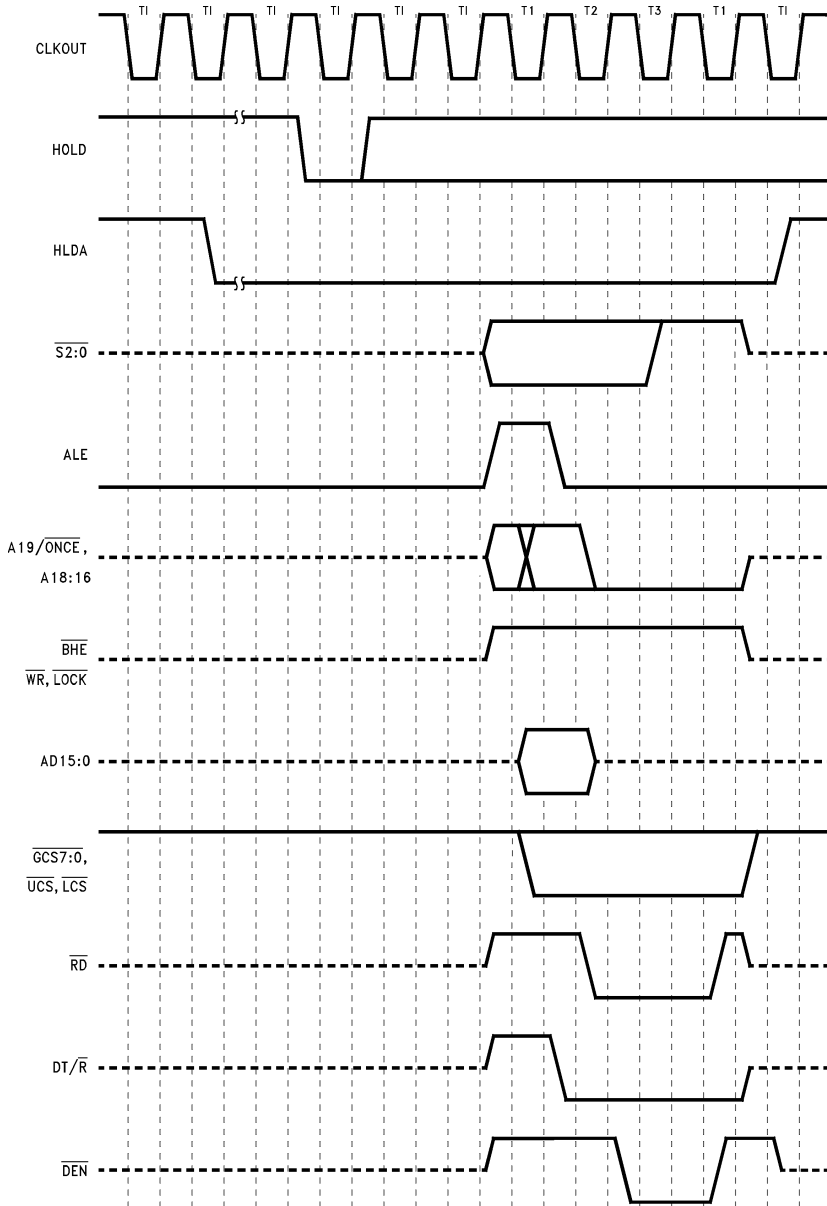 TI TI TI TI TI TI T1 T2 T3 T1 TI
CLKOUT
HOLD
HLDA
S2:0
ALE
A19/ONCE,
A18:16
BHE
WR, LOCK
AD15:0
GCS7:0,
UCS, LCS
RD
DT/R
DEN